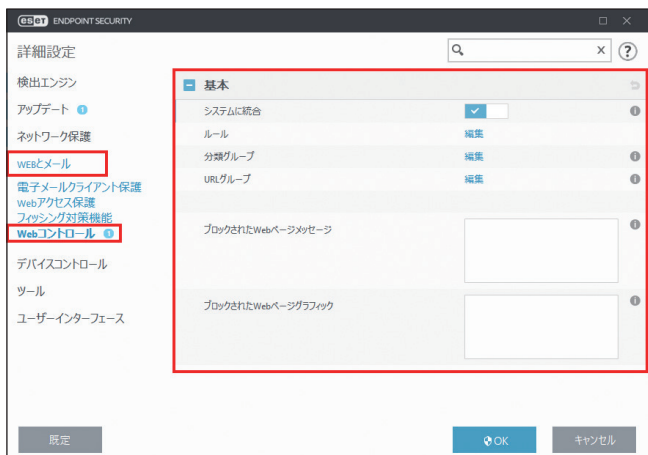 eset ENDPOINT SECURITY
詳細設定
x ?
検出エンジン
アップデート 1
ネットワーク保護
WEBとメール
電子メールクライアント保護
Webアクセス保護
フィッシング対策機能
Webコントロール 1
デバイスコントロール
ツール
ユーザーインターフェース
基本
システムに統合
ルール 編集
分類グループ 編集
URLグループ 編集
ブロックされたWebページメッセージ
ブロックされたWebページグラフィック
既定 OK キャンセル